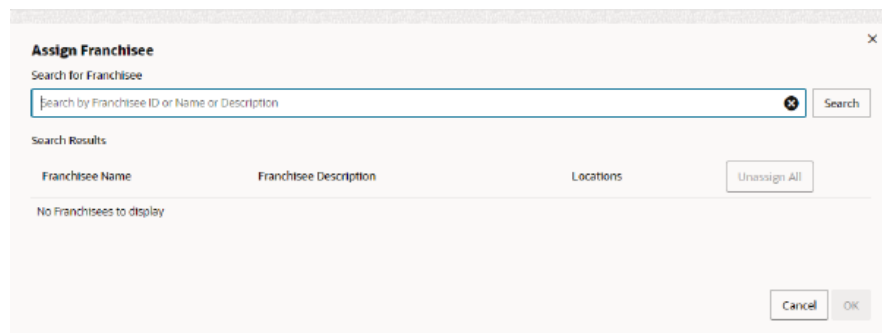 Assign Franchisee
Search for Franchisee
Search by Franchisee ID or Name or Description
Search
Search Results
Franchisee Name Franchisee Description Locations Unassign All
No Franchisees to display
Cancel OK